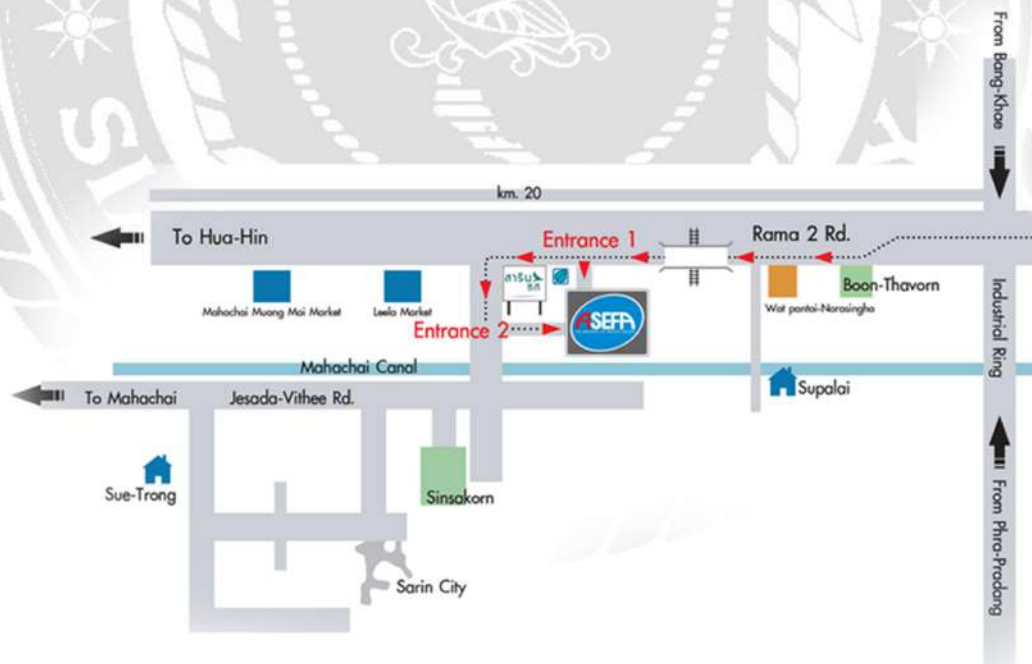 From Bang-Khae
km. 20
To Hua-Hin
Entrance 1
Rama 2 Rd.
สาริน
ซิตี้
Boon-Thavorn
Mahachai Muang Mai Market
Leela Market
Wat pantai-Norasingha
Entrance 2
ASEFA
Industrial Ring
Mahachai Canal
To Mahachai
Jesada-Vithee Rd.
Supalai
Sue-Trong
Sinsakorn
From Phra-Pradang
Sarin City